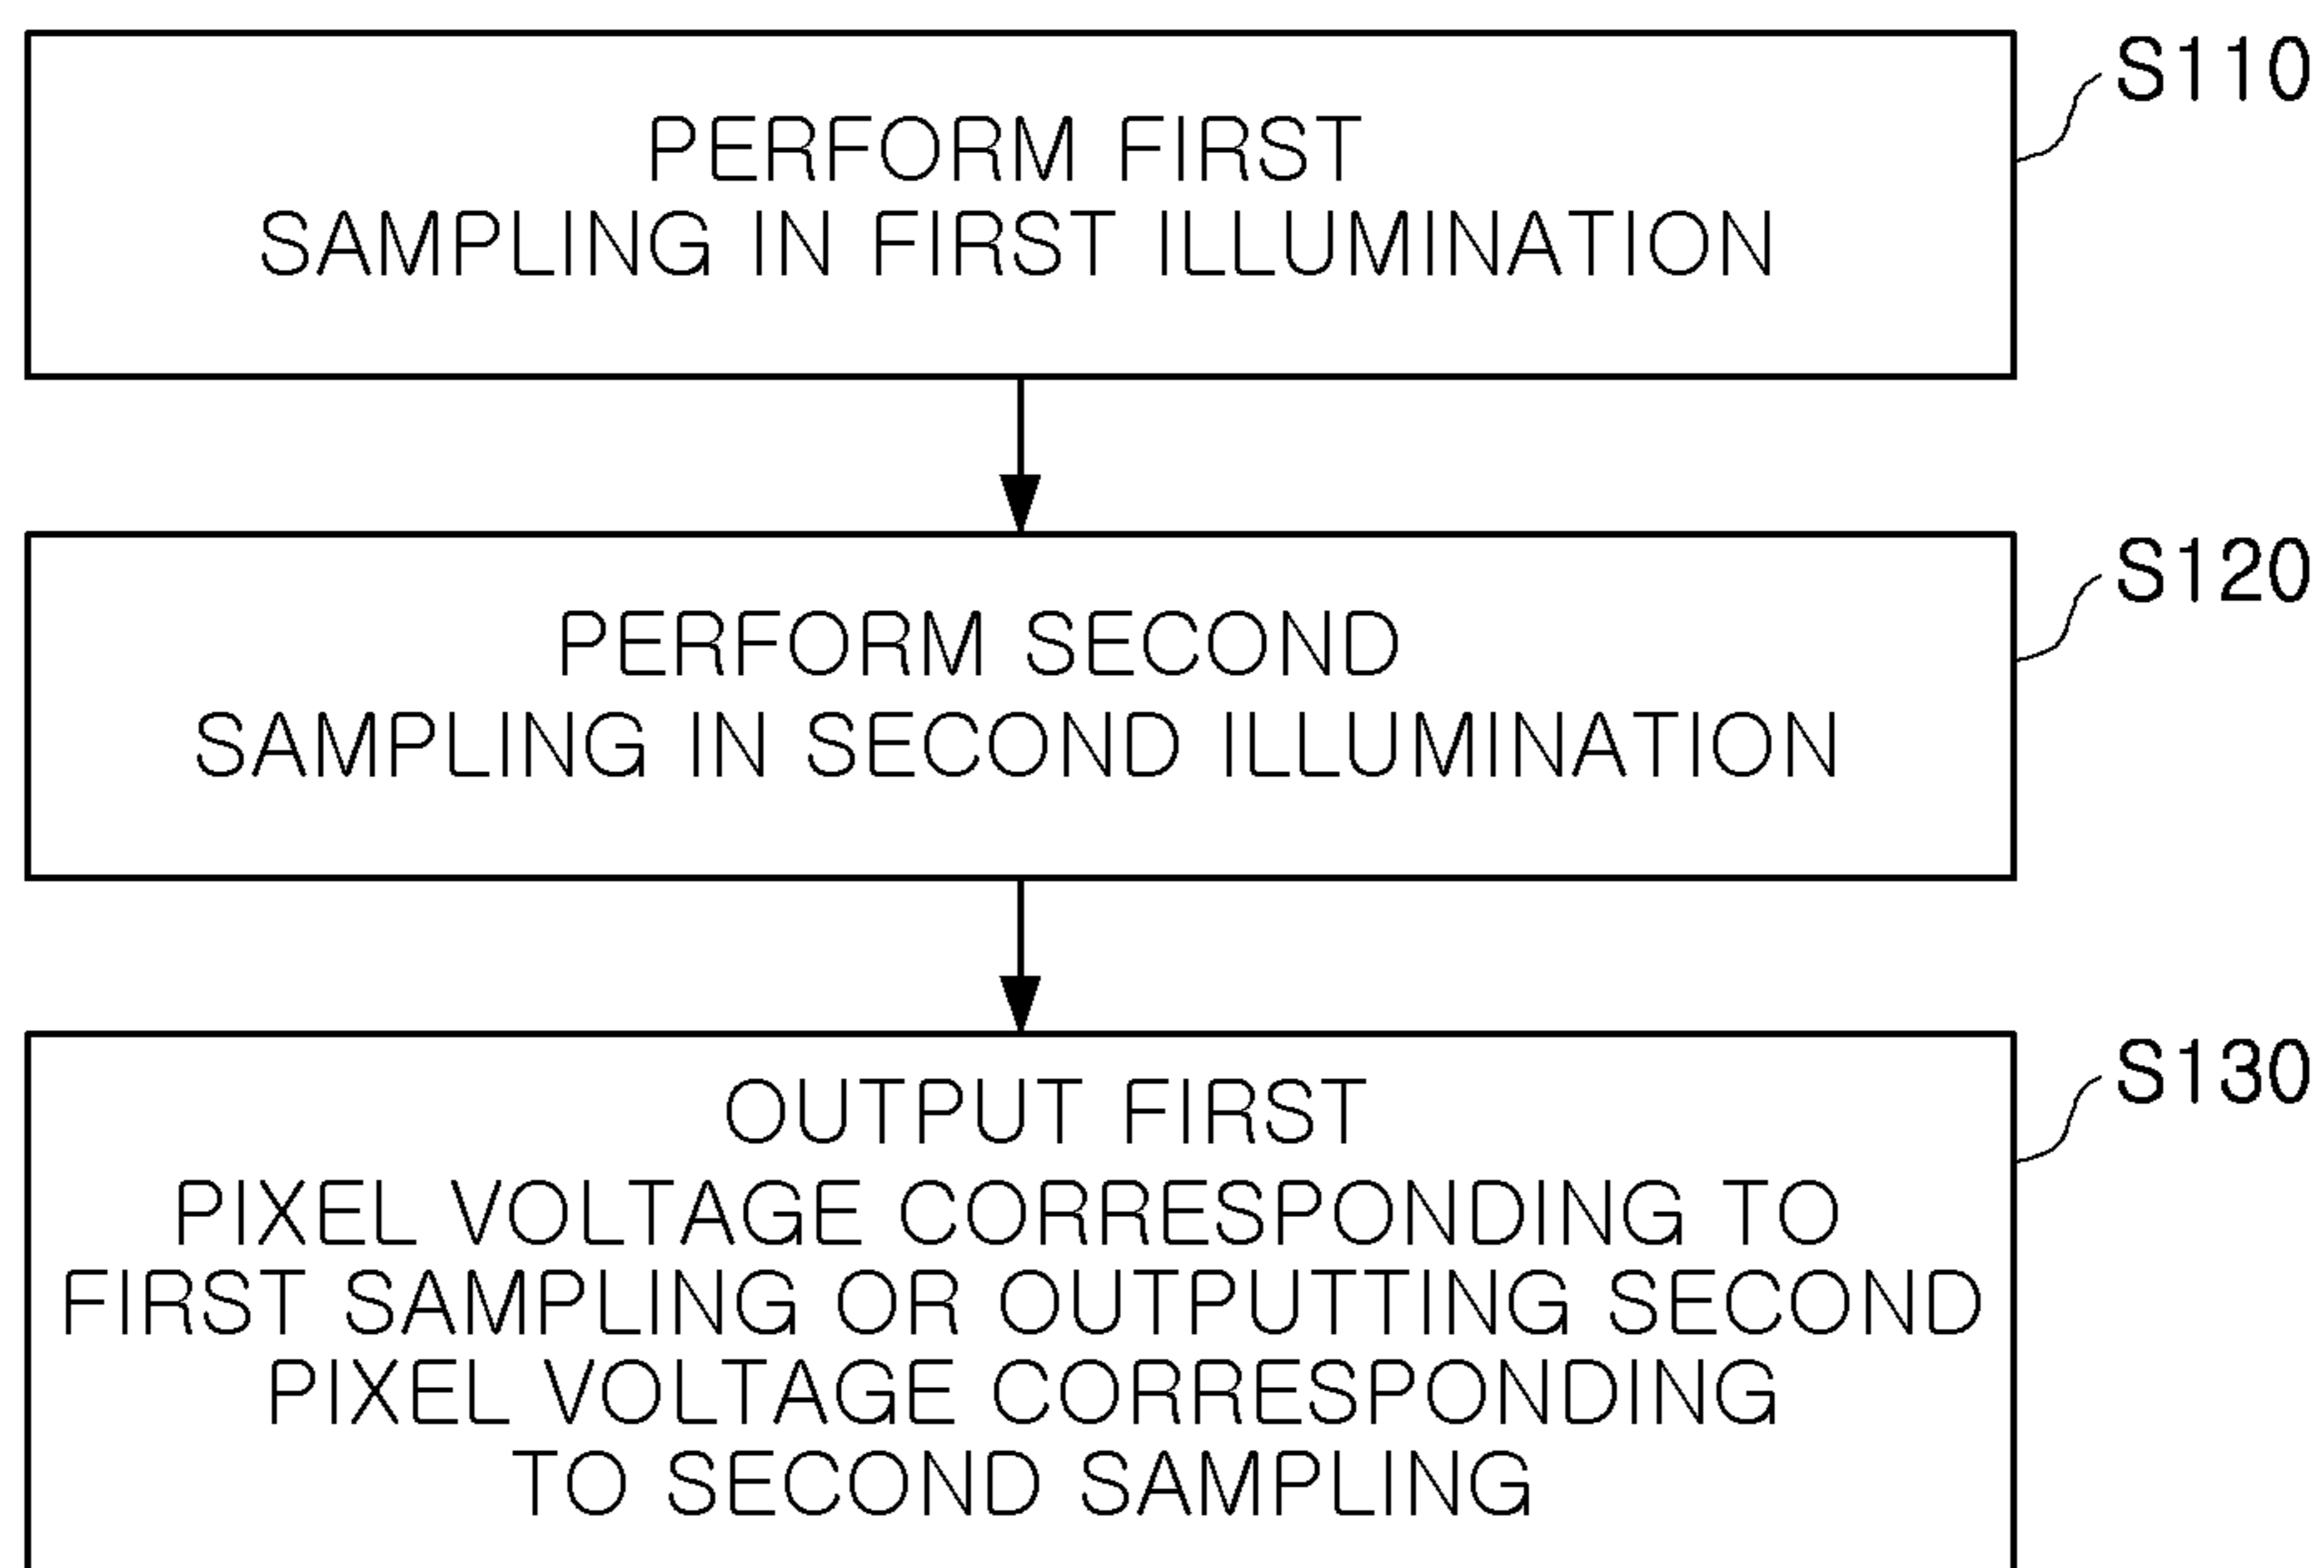 S110
PERFORM FIRST
SAMPLING IN FIRST ILLUMINATION
S120
PERFORM SECOND
SAMPLING IN SECOND ILLUMINATION
S130
OUTPUT FIRST
PIXEL VOLTAGE CORRESPONDING TO
FIRST SAMPLING OR OUTPUTTING SECOND
PIXEL VOLTAGE CORRESPONDING
TO SECOND SAMPLING